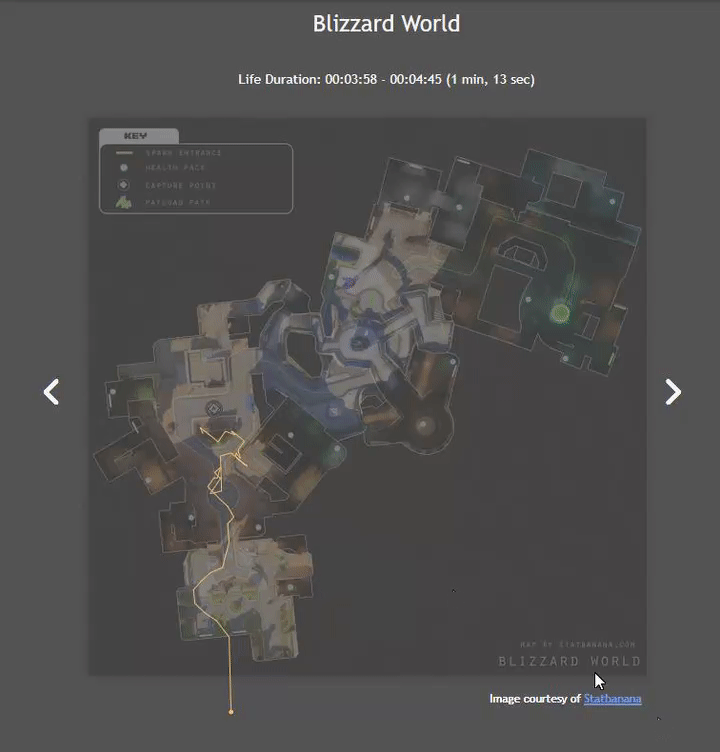 Blizzard World
Life Duration: 00:03:58 - 00:04:45 (1 min, 13 sec)
KEY
SPAWN ENTRANCE
HEALTH PACK
CAPTURE POINT
PAYLOAD PATH
MAP BY STATBANANA.COM
BLIZZARD WORLD
Image courtesy of Statbanana